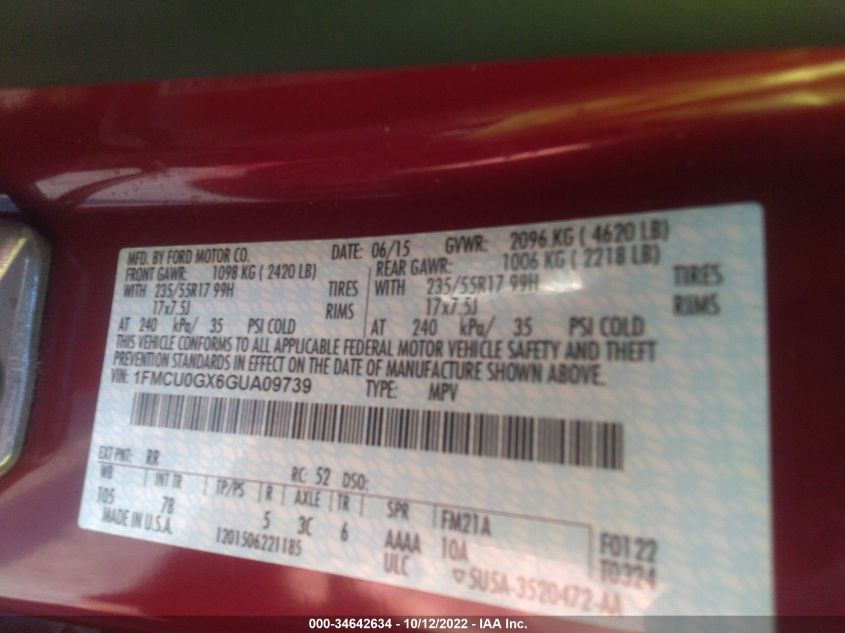 MFD. BY FORD MOTOR CO. DATE: 06/15 GVWR: 2096 KG ( 4620 LB)
FRONT GAWR: 1098 KG ( 2420 LB) REAR GAWR: 1006 KG ( 2218 LB)
WITH 235/55R17 99H TIRES WITH 235/55R17 99H TIRES
17x7.5J RIMS 17x7.5J RIMS
AT 240 kPa/ 35 PSI COLD AT 240 kPa/ 35 PSI COLD
THIS VEHICLE CONFORMS TO ALL APPLICABLE FEDERAL MOTOR VEHICLE SAFETY AND THEFT
PREVENTION STANDARDS IN EFFECT ON THE DATE OF MANUFACTURE SHOWN ABOVE.
VIN: 1FMCU0GX6GUA09739 TYPE: MPV
EXT PNT: RR RC: 52 DSO:
WB INT TR TP/PS R AXLE TR SPR FM21A
105 7B 5 3C 6 AAAA 10A F0122
MADE IN U.S.A. 1201506221185 ULC T0324
5U5A-3520472-AA
000-34642634 - 10/12/2022 - IAA Inc.